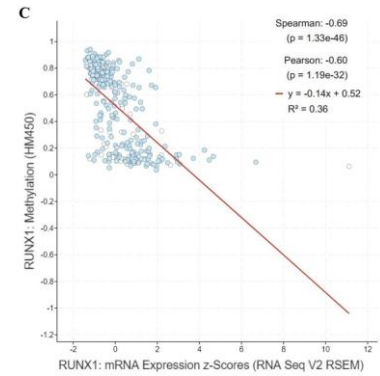 C
Spearman: -0.69
(p = 1.33e-46)
Pearson: -0.60
(p = 1.19e-32)
y = -0.14x + 0.52
R² = 0.36
RUNX1: Methylation (HM450)
1
0.8
0.6
0.4
0.2
0
-0.2
-0.4
-0.6
-0.8
-1
-1.2
-2 0 2 4 6 8 10 12
RUNX1: mRNA Expression z-Scores (RNA Seq V2 RSEM)